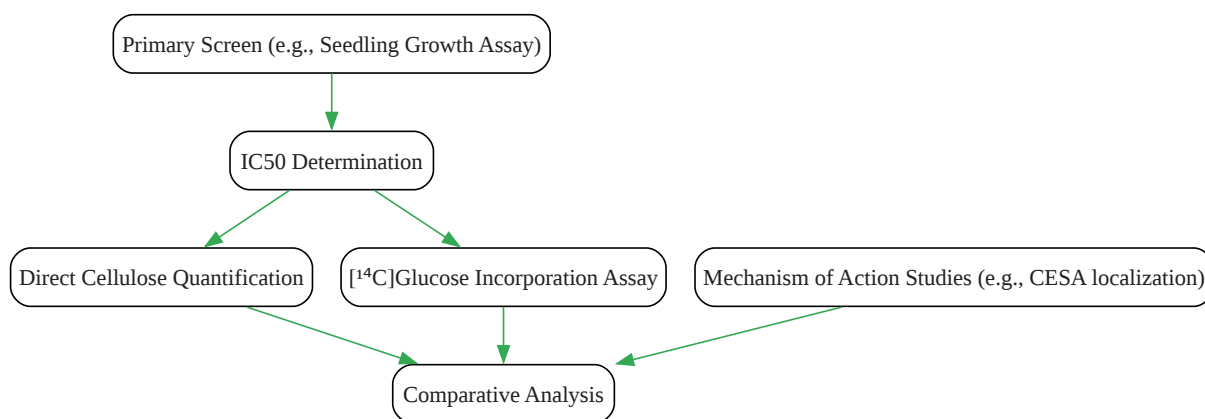 Primary Screen (e.g., Seedling Growth Assay)
IC50 Determination
Direct Cellulose Quantification
[¹⁴C]Glucose Incorporation Assay
Mechanism of Action Studies (e.g., CESA localization)
Comparative Analysis